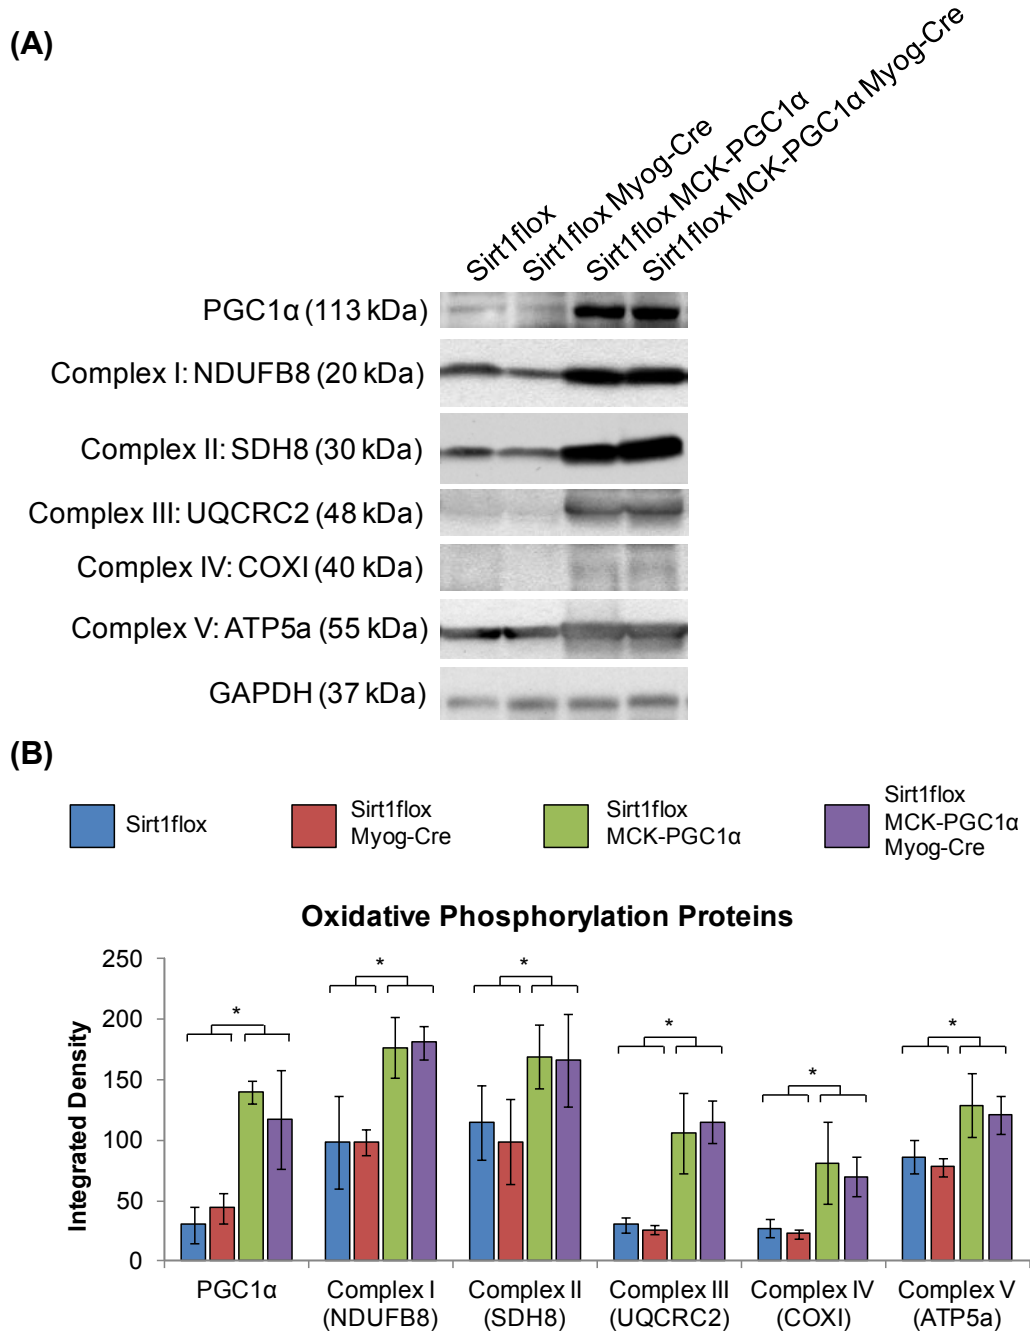 (A)
Sirt1flox
Sirt1flox Myog-Cre
Sirt1flox MCK-PGC1α
Sirt1flox MCK-PGC1α Myog-Cre
PGC1α (113 kDa)
Complex I: NDUFB8 (20 kDa)
Complex II: SDH8 (30 kDa)
Complex III: UQCRC2 (48 kDa)
Complex IV: COXI (40 kDa)
Complex V: ATP5a (55 kDa)
GAPDH (37 kDa)
(B)
Sirt1flox
Sirt1flox
Myog-Cre
Sirt1flox
MCK-PGC1α
Sirt1flox
MCK-PGC1α
Myog-Cre
Oxidative Phosphorylation Proteins
Integrated Density
250
200
150
100
50
0
*
*
*
*
*
*
PGC1α
Complex I
(NDUFB8)
Complex II
(SDH8)
Complex III
(UQCRC2)
Complex IV
(COXI)
Complex V
(ATP5a)